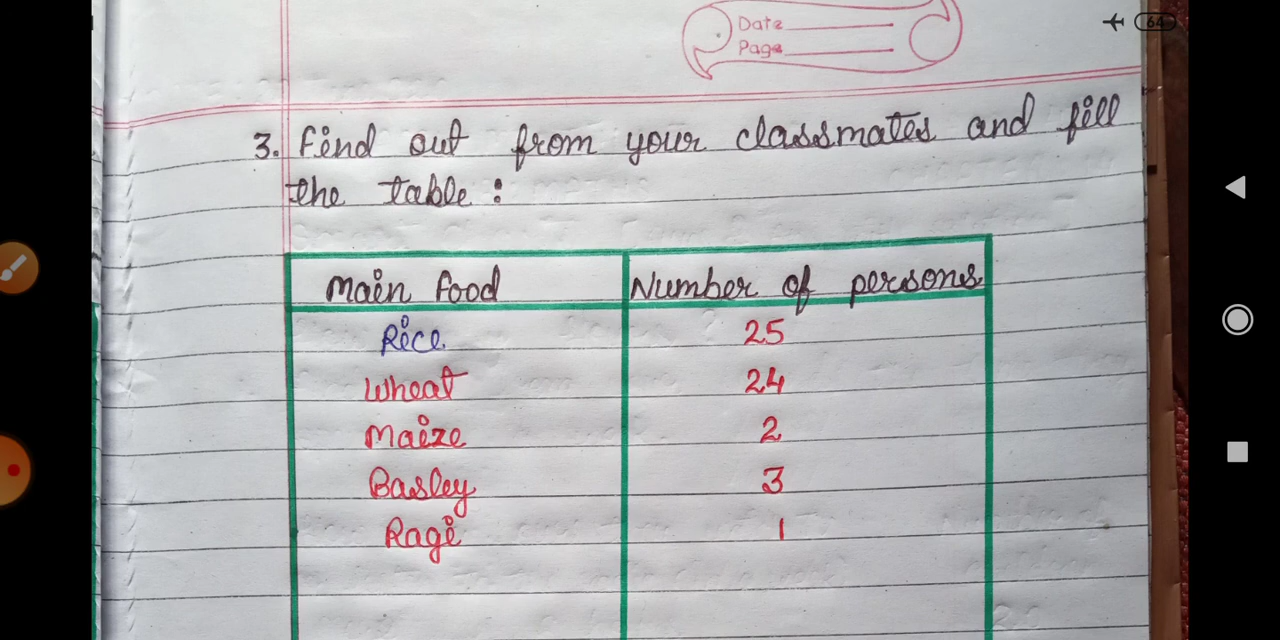 Date
Page
64
3. Find out from your classmates and fill
the table :
Main Food Number of persons
Rice. 25
Wheat 24
Maize 2
Barley 3
Ragi 1